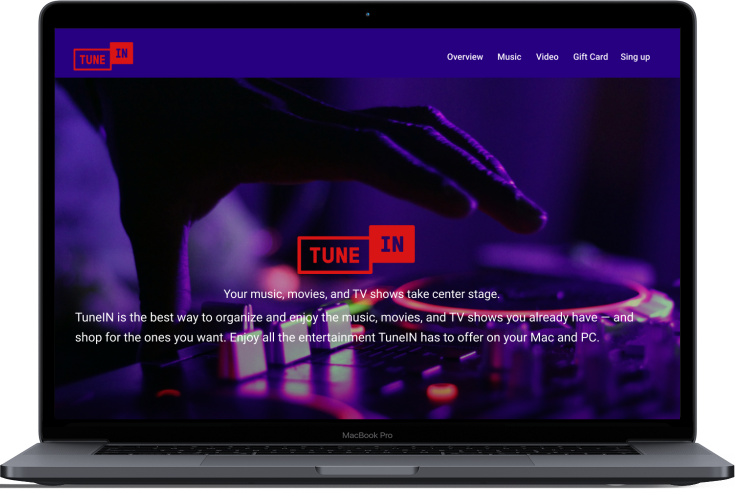 TUNE IN
Overview Music Video Gift Card Sing up
TUNE IN
Your music, movies, and TV shows take center stage.
TuneIN is the best way to organize and enjoy the music, movies, and TV shows you already have — and
shop for the ones you want. Enjoy all the entertainment TuneIN has to offer on your Mac and PC.
MacBook Pro